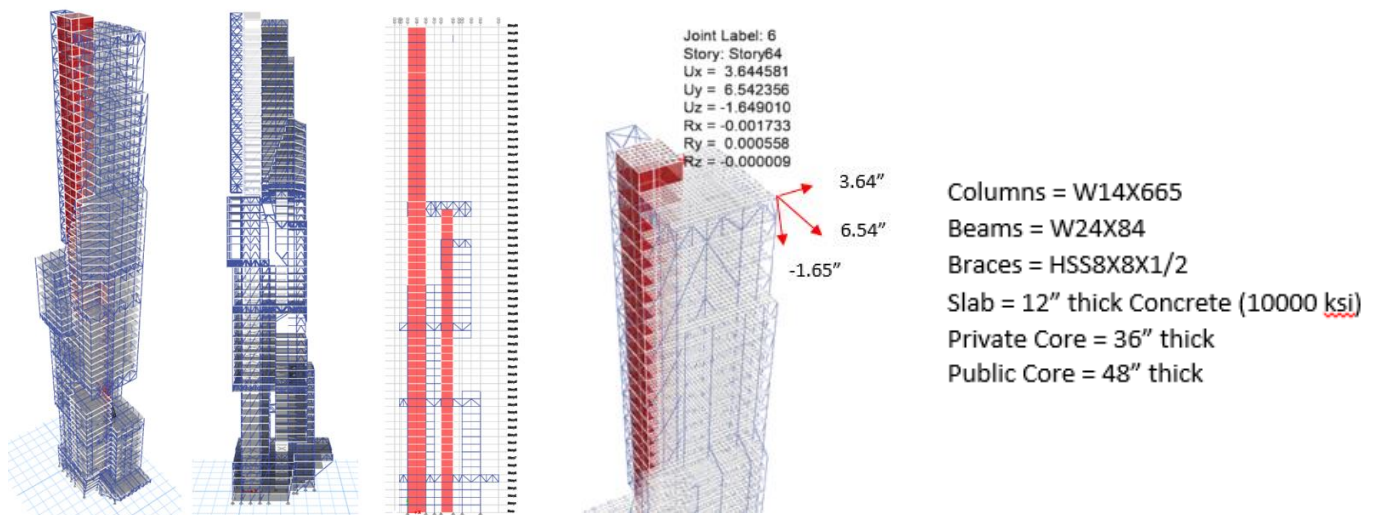 Joint Label: 6
Story: Story64
Ux = 3.644581
Uy = 6.542356
Uz = -1.649010
Rx = -0.001733
Ry = 0.000558
Rz = -0.000009
3.64”
6.54”
-1.65”
Columns = W14X665
Beams = W24X84
Braces = HSS8X8X1/2
Slab = 12” thick Concrete (10000 ksi)
Private Core = 36” thick
Public Core = 48” thick